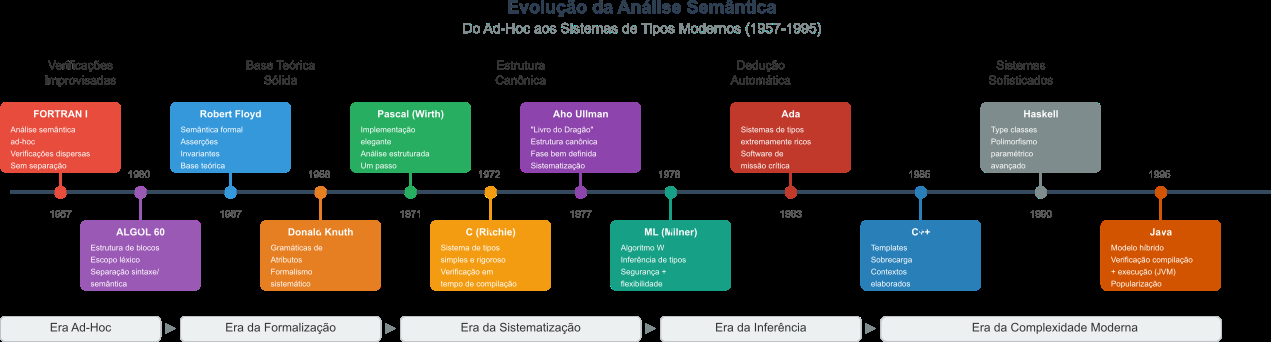 Evolução da Análise Semântica
Do Ad-Hoc aos Sistemas de Tipos Modernos (1957-1995)
Verificações
Improvisadas
Base Teórica
Sólida
Estrutura
Canônica
Dedução
Automática
Sistemas
Sofisticados
FORTRAN I
Análise semântica
ad-hoc
Verificações dispersas
Sem separação
1957
1960
ALGOL 60
Estrutura de blocos
Escopo léxico
Separação sintaxe/
semântica
Robert Floyd
Semântica formal
Asserções
Invariantes
Base teórica
1967
1968
Donald Knuth
Gramáticas de
Atributos
Formalismo
sistemático
Pascal (Wirth)
Implementação
elegante
Análise estruturada
Um passo
1971
1972
C (Ritchie)
Sistema de tipos
simples e rigoroso
Verificação em
tempo de compilação
Aho Ullman
"Livro do Dragão"
Estrutura canônica
Fase bem definida
Sistematização
1977
1978
ML (Milner)
Algoritmo W
Inferência de tipos
Segurança +
flexibilidade
Ada
Sistemas de tipos
extremamente ricos
Software de
missão crítica
1983
1985
C++
Templates
Sobrecarga
Contextos
elaborados
Haskell
Type classes
Polimorfismo
paramétrico
avançado
1990
1995
Java
Modelo híbrido
Verificação compilação
+ execução (JVM)
Popularização
Era Ad-Hoc
Era da Formalização
Era da Sistematização
Era da Inferência
Era da Complexidade Moderna